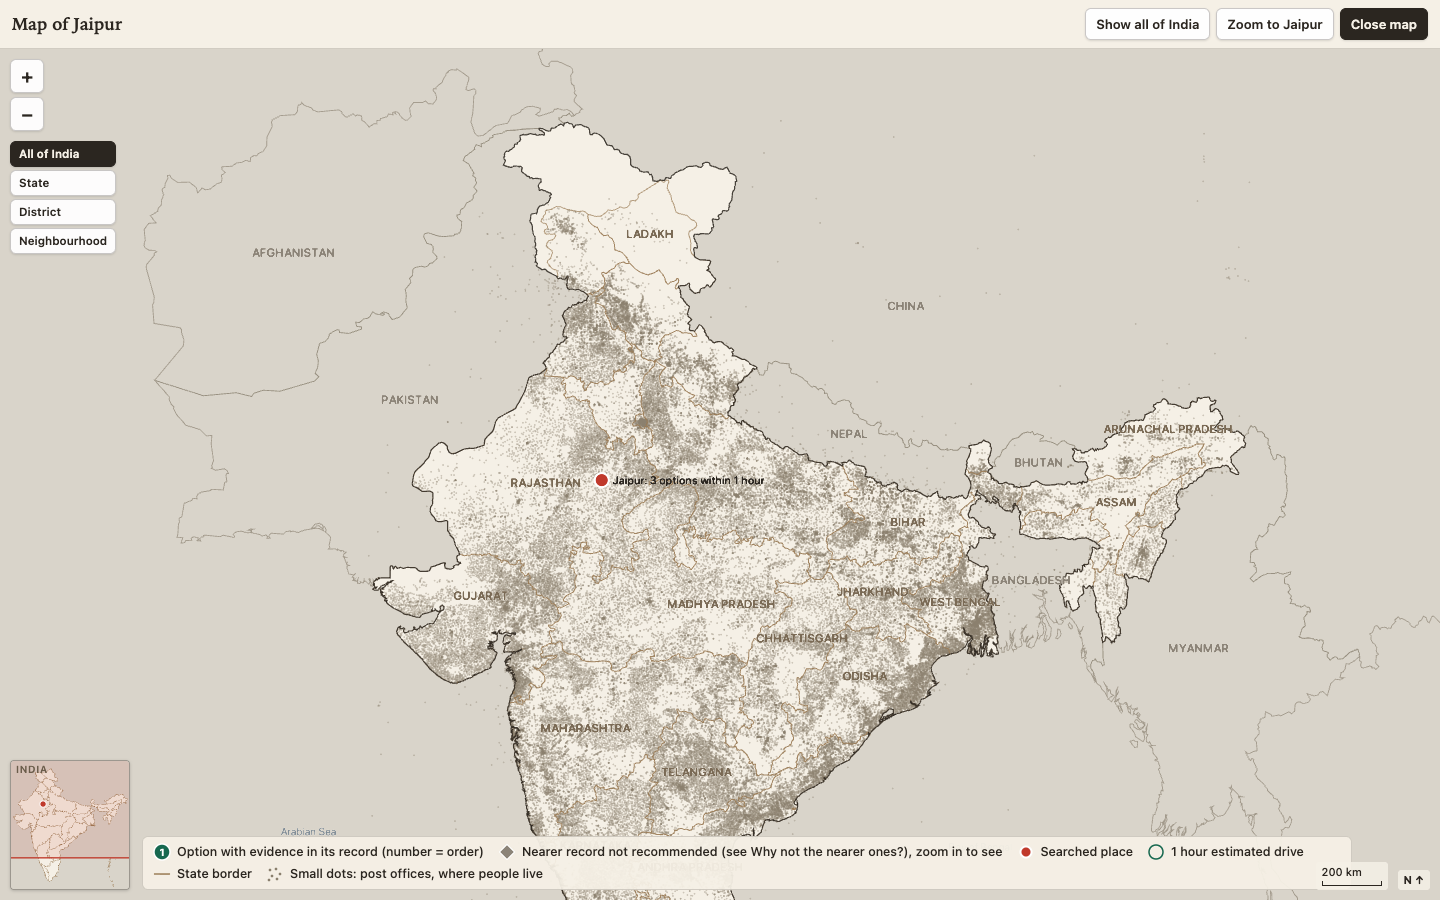 Map of Jaipur
Show all of India
Zoom to Jaipur
Close map
+
−
All of India
State
District
Neighbourhood
LADAKH
AFGHANISTAN
CHINA
PAKISTAN
NEPAL
ARUNACHAL PRADESH
BHUTAN
RAJASTHAN
Jaipur: 3 options within 1 hour
ASSAM
BIHAR
BANGLADESH
GUJARAT
JHARKHAND
MADHYA PRADESH
WEST BENGAL
CHHATTISGARH
MYANMAR
ODISHA
MAHARASHTRA
TELANGANA
INDIA
Arabian Sea
1 Option with evidence in its record (number = order)
Nearer record not recommended (see Why not the nearer ones?), zoom in to see
Searched place
1 hour estimated drive
State border
Small dots: post offices, where people live
200 km
N ↑